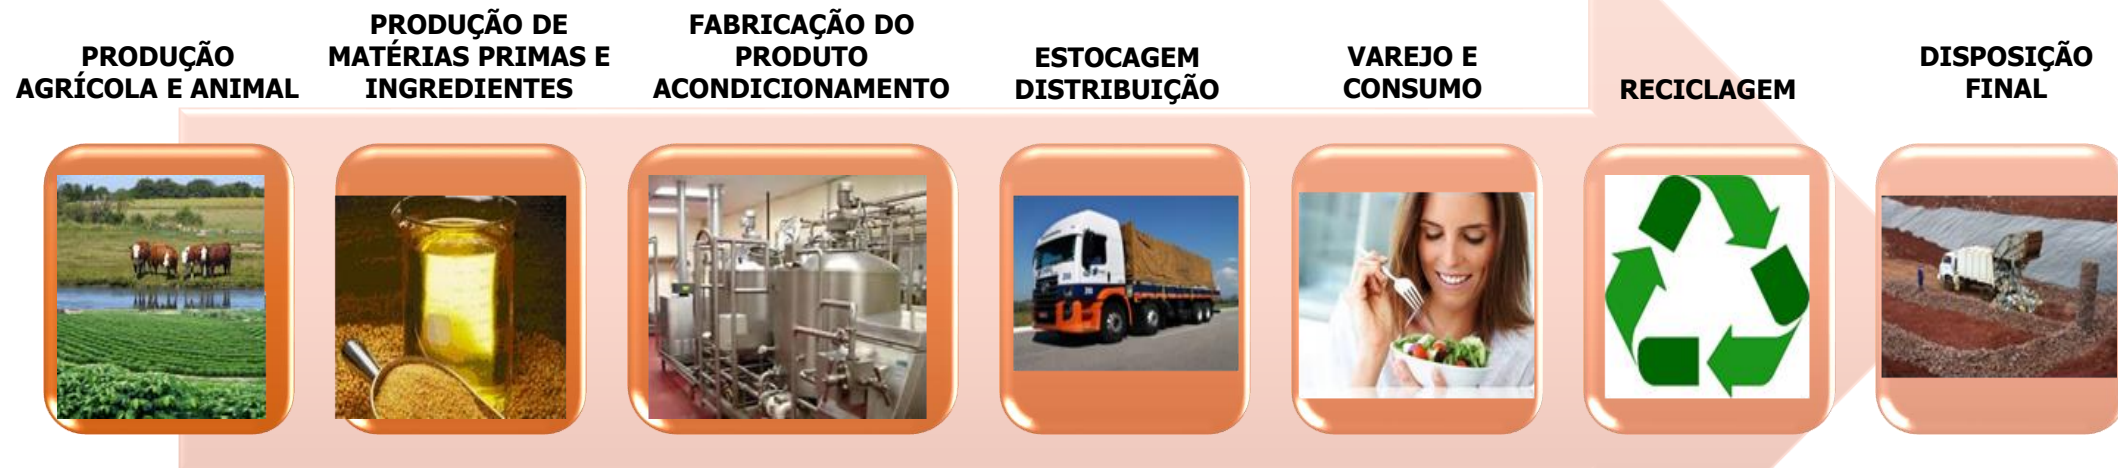 PRODUÇÃO
AGRÍCOLA E ANIMAL
PRODUÇÃO DE
MATÉRIAS PRIMAS E
INGREDIENTES
FABRICAÇÃO DO
PRODUTO
ACONDICIONAMENTO
ESTOCAGEM
DISTRIBUIÇÃO
VAREJO E
CONSUMO
RECICLAGEM
DISPOSIÇÃO
FINAL